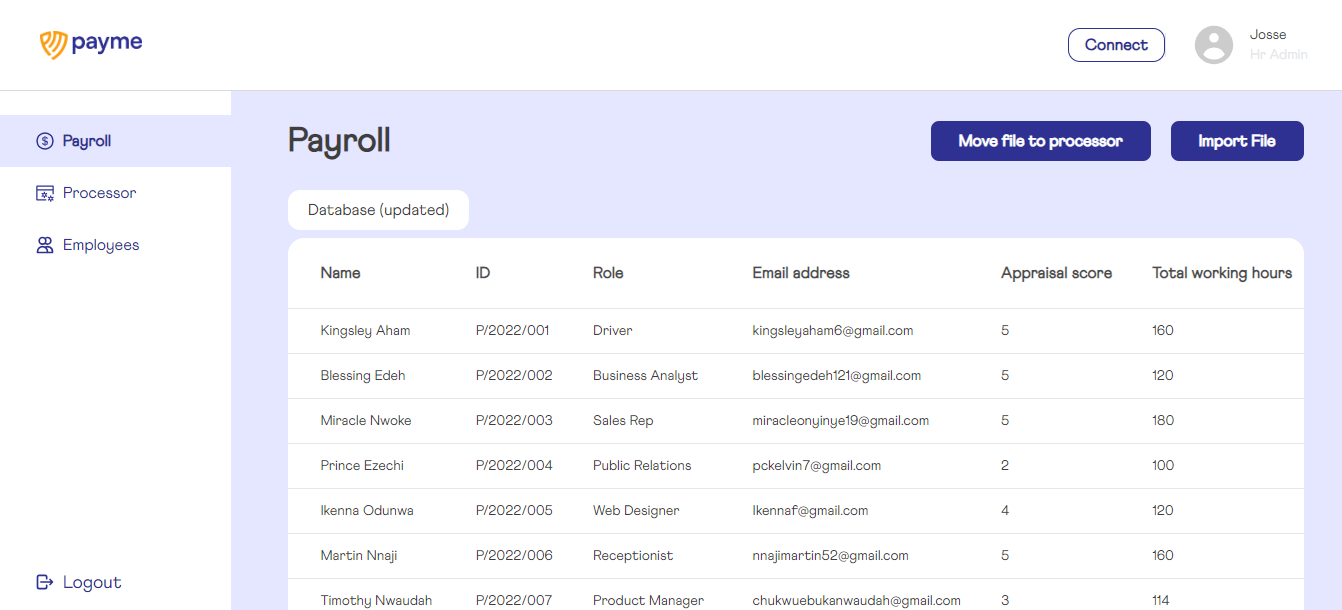 payme
Connect
Josse
Hr Admin
Payroll
Processor
Employees
Logout
Payroll
Move file to processor
Import File
Database (updated)
Name ID Role Email address Appraisal score Total working hours
Kingsley Aham P/2022/001 Driver kingsleyaham6@gmail.com 5 160
Blessing Edeh P/2022/002 Business Analyst blessingedeh121@gmail.com 5 120
Miracle Nwoke P/2022/003 Sales Rep miracleonyinye19@gmail.com 5 180
Prince Ezechi P/2022/004 Public Relations pckelvin7@gmail.com 2 100
Ikenna Odunwa P/2022/005 Web Designer Ikennaf@gmail.com 4 120
Martin Nnaji P/2022/006 Receptionist nnajimartin52@gmail.com 5 160
Timothy Nwaudah P/2022/007 Product Manager chukwuebukanwaudah@gmail.com 3 114